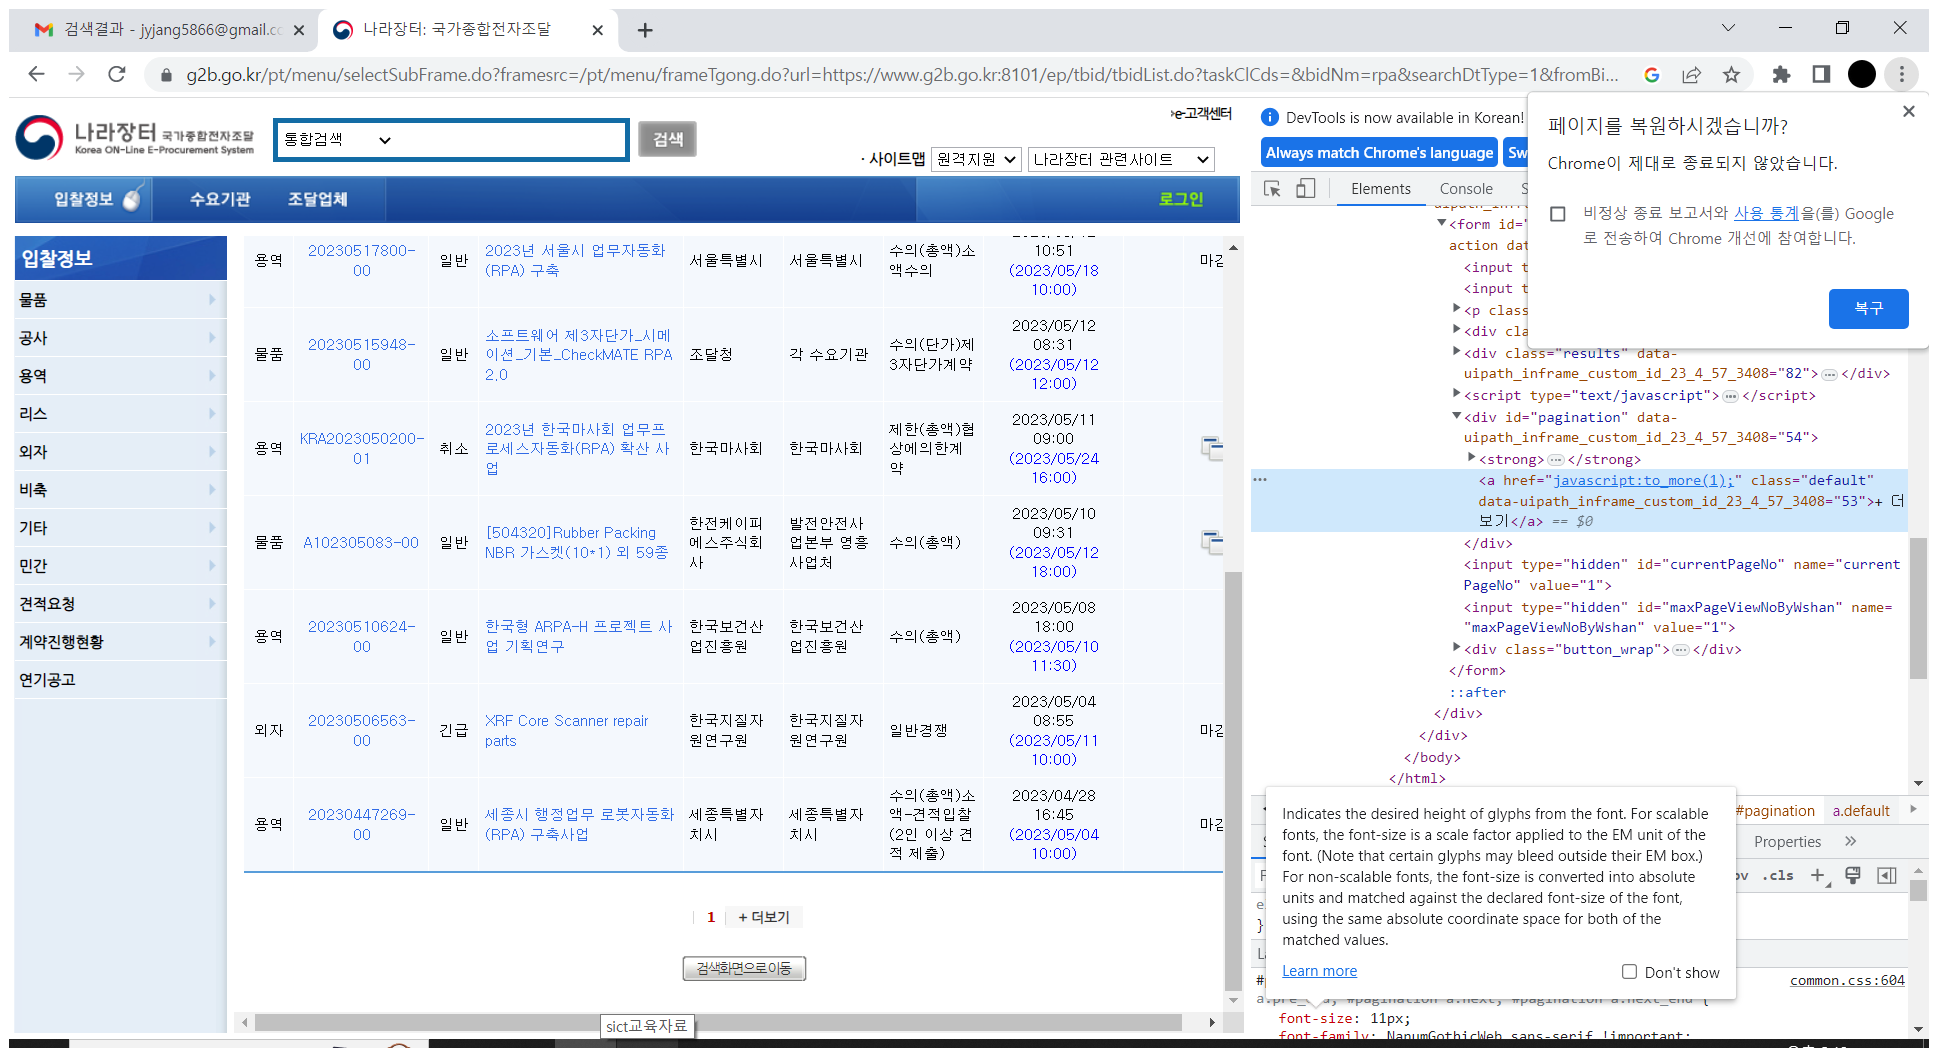 검색결과 - jyjang5866@gmail.cc
나라장터: 국가종합전자조달
g2b.go.kr/pt/menu/selectSubFrame.do?framesrc=/pt/menu/frameTgong.do?url=https://www.g2b.go.kr:8101/ep/tbid/tbidList.do?taskClCds=&bidNm=rpa&searchDtType=1&fromBi...
e-고객센터
나라장터 국가종합전자조달
Korea ON-Line E-Procurement System
통합검색
검색
· 사이트맵
원격지원
나라장터 관련사이트
입찰정보
수요기관
조달업체
로그인
입찰정보
물품
공사
용역
리스
외자
비축
기타
민간
견적요청
계약진행현황
연기공고
용역 20230517800-00 일반 2023년 서울시 업무자동화(RPA) 구축 서울특별시 서울특별시 수의(총액)소액수의 10:51 (2023/05/18 10:00) 마감
물품 20230515948-00 일반 소프트웨어 제3자단가_시메이션_기본_CheckMATE RPA 2.0 조달청 각 수요기관 수의(단가)제3자단가계약 2023/05/12 08:31 (2023/05/12 12:00)
용역 KRA2023050200-01 취소 2023년 한국마사회 업무프로세스자동화(RPA) 확산 사업 한국마사회 한국마사회 제한(총액)협상에의한계약 2023/05/11 09:00 (2023/05/24 16:00)
물품 A102305083-00 일반 [504320]Rubber Packing NBR 가스켓(10*1) 외 59종 한전케이피에스주식회사 발전안전사업본부 영흥사업처 수의(총액) 2023/05/10 09:31 (2023/05/12 18:00)
용역 20230510624-00 일반 한국형 ARPA-H 프로젝트 사업 기획연구 한국보건산업진흥원 한국보건산업진흥원 수의(총액) 2023/05/08 18:00 (2023/05/10 11:30)
외자 20230506563-00 긴급 XRF Core Scanner repair parts 한국지질자원연구원 한국지질자원연구원 일반경쟁 2023/05/04 08:55 (2023/05/11 10:00) 마감
용역 20230447269-00 일반 세종시 행정업무 로봇자동화(RPA) 구축사업 세종특별자치시 세종특별자치시 수의(총액)소액-견적입찰(2인 이상 견적 제출) 2023/04/28 16:45 (2023/05/04 10:00) 마감
1
+ 더보기
검색화면으로이동
sict교육자료
DevTools is now available in Korean!
Always match Chrome's language
Sw
Elements
Console
S
<form id="
action dat
<input t
<input t
<p class
<div cla
<div class="results" data-
uipath_inframe_custom_id_23_4_57_3408="82"> ··· </div>
<script type="text/javascript"> ··· </script>
<div id="pagination" data-
uipath_inframe_custom_id_23_4_57_3408="54">
<strong> ··· </strong>
<a href="javascript:to_more(1);" class="default"
data-uipath_inframe_custom_id_23_4_57_3408="53">+ 더
보기</a> == $0
</div>
<input type="hidden" id="currentPageNo" name="current
PageNo" value="1">
<input type="hidden" id="maxPageViewNoByWshan" name=
"maxPageViewNoByWshan" value="1">
<div class="button_wrap"> ··· </div>
</form>
::after
</div>
</div>
</body>
</html>
페이지를 복원하시겠습니까?
Chrome이 제대로 종료되지 않았습니다.
비정상 종료 보고서와 사용 통계을(를) Google
로 전송하여 Chrome 개선에 참여합니다.
복구
#pagination
a.default
Properties
.cls
Indicates the desired height of glyphs from the font. For scalable
fonts, the font-size is a scale factor applied to the EM unit of the
font. (Note that certain glyphs may bleed outside their EM box.)
For non-scalable fonts, the font-size is converted into absolute
units and matched against the declared font-size of the font,
using the same absolute coordinate space for both of the
matched values.
Learn more
Don't show
common.css:604
a.pre_end, #pagination a.next, #pagination a.next_end {
font-size: 11px;
font-family: NanumGothicWeb,sans-serif !important;